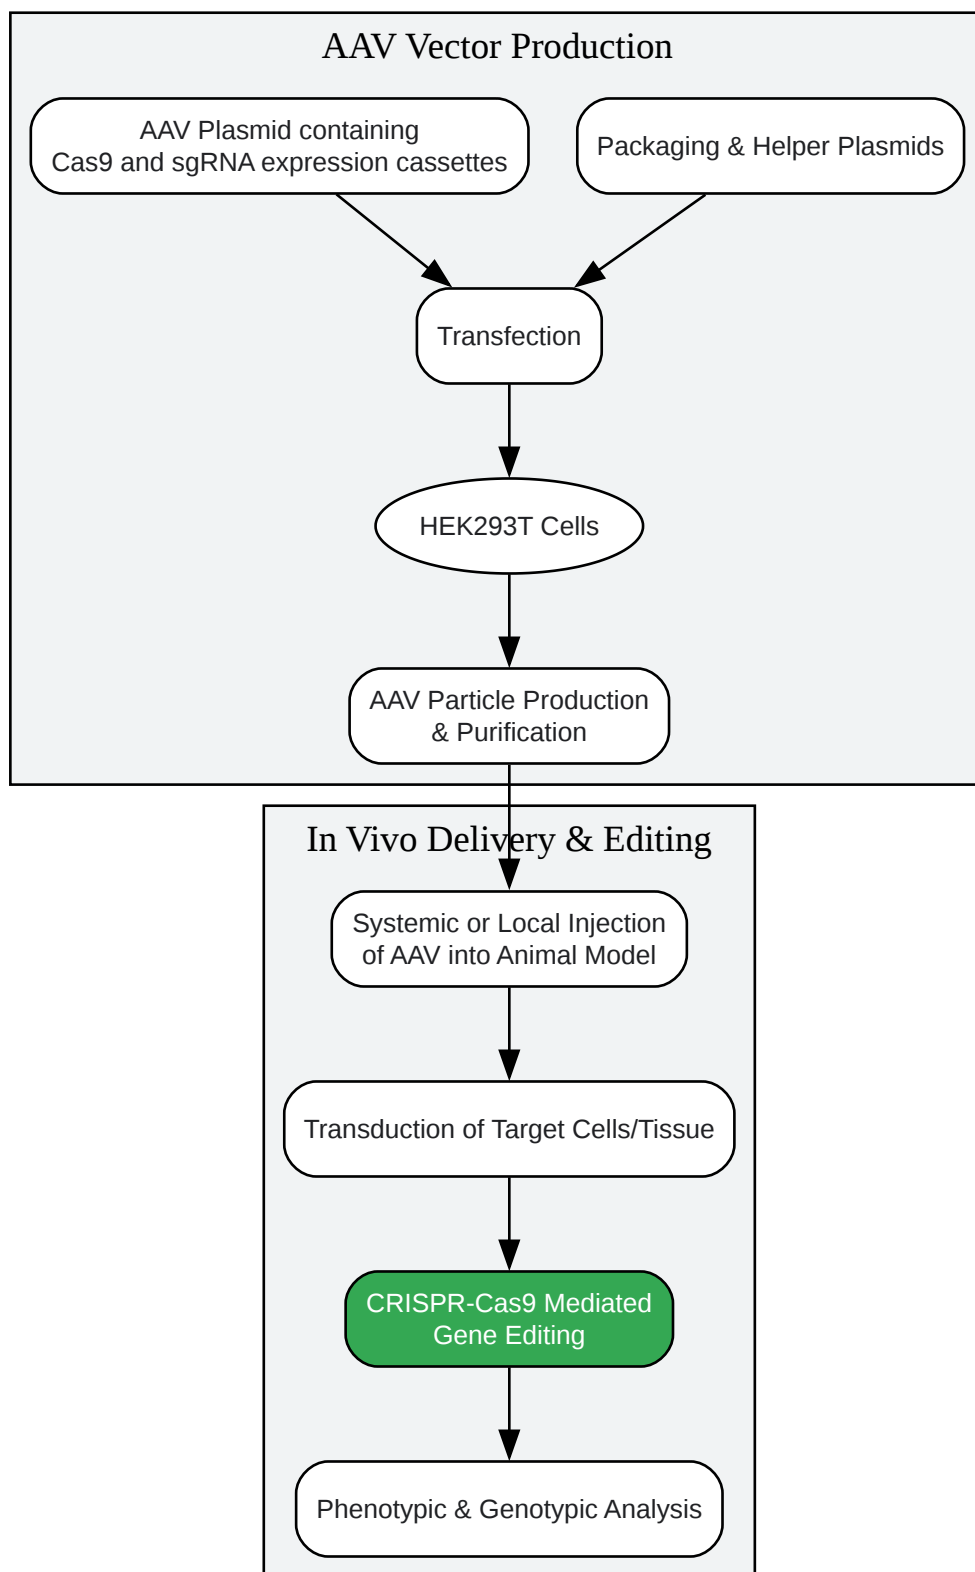 AAV Vector Production
AAV Plasmid containing
Cas9 and sgRNA expression cassettes
Packaging & Helper Plasmids
Transfection
HEK293T Cells
AAV Particle Production
& Purification
In Vivo Delivery & Editing
Systemic or Local Injection
of AAV into Animal Model
Transduction of Target Cells/Tissue
CRISPR-Cas9 Mediated
Gene Editing
Phenotypic & Genotypic Analysis